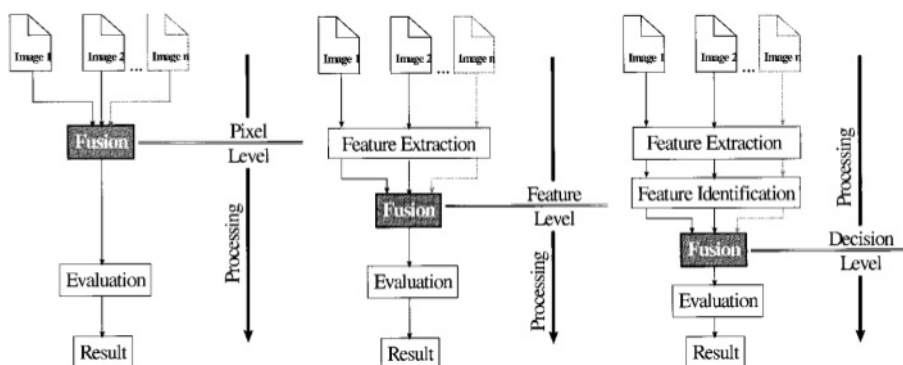 Image 1
Image 2
...
Image n
Fusion
Pixel
Level
Processing
Evaluation
Result
Image 1
Image 2
...
Image n
Feature Extraction
Fusion
Feature
Level
Processing
Evaluation
Result
Image 1
Image 2
...
Image n
Feature Extraction
Processing
Feature Identification
Fusion
Decision
Level
Evaluation
Result